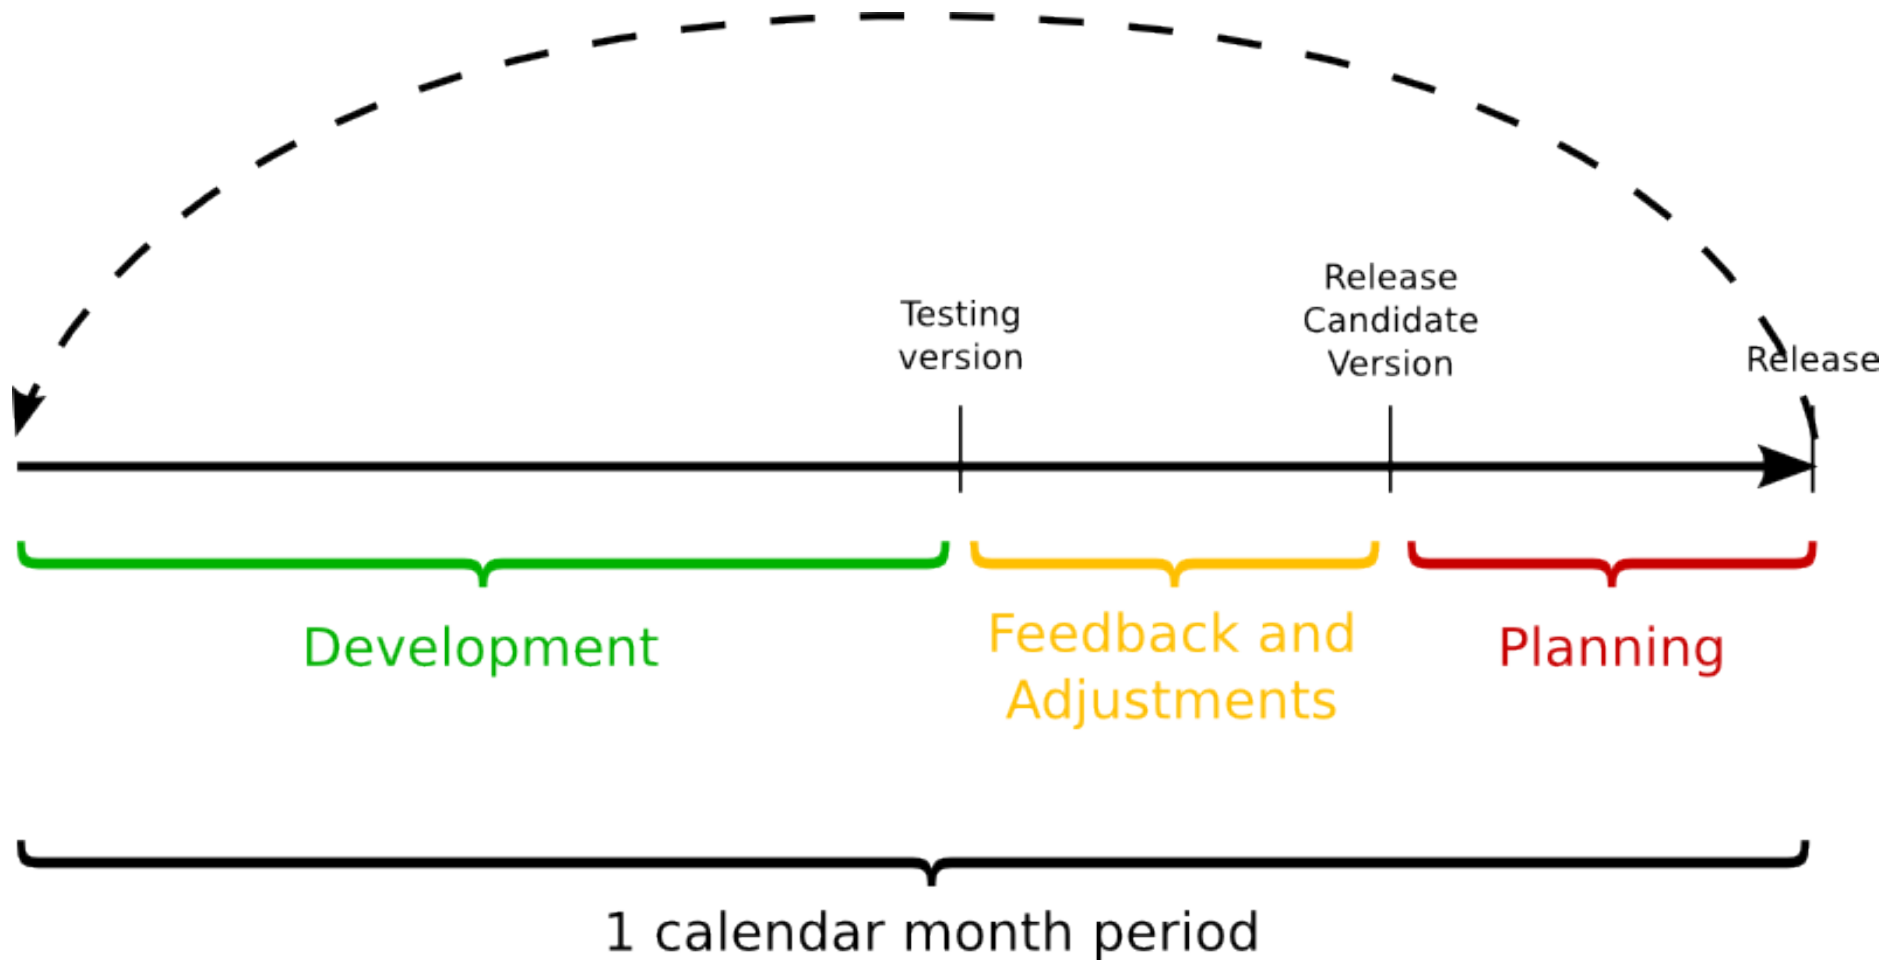 Testing
version
Release
Candidate
Version
Release
Development
Feedback and
Adjustments
Planning
1 calendar month period